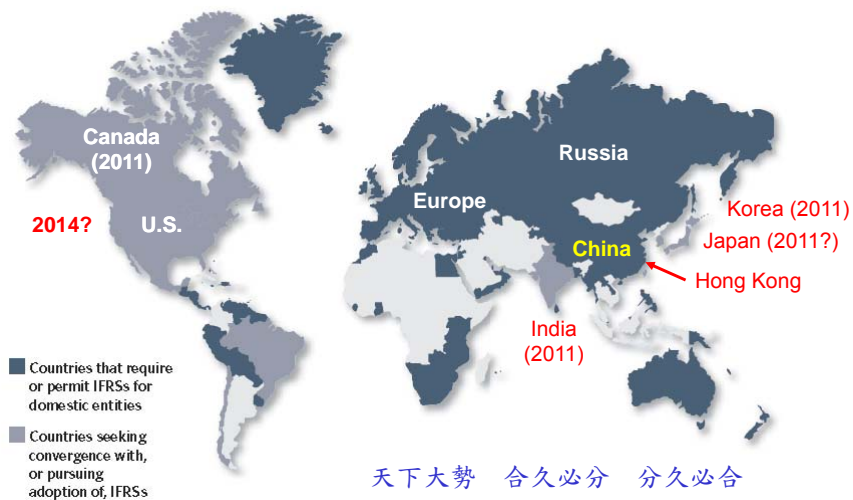 Canada
(2011)
Russia
Europe
Korea (2011)
2014?
U.S.
China
Japan (2011?)
Hong Kong
India
(2011)
Countries that require
or permit IFRSs for
domestic entities
Countries seeking
convergence with,
or pursuing
adoption of, IFRSs
天下大勢 合久必分 分久必合